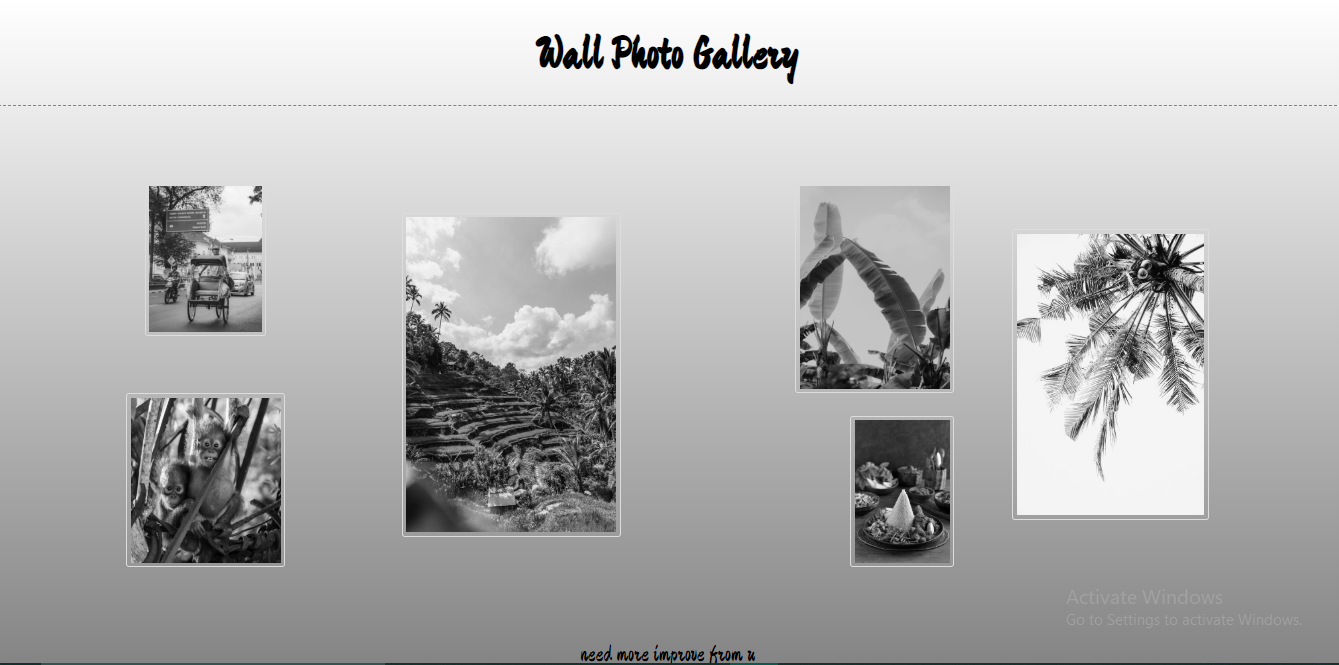 Wall Photo Gallery
Activate Windows
Go to Settings to activate Windows.
need more improve from u